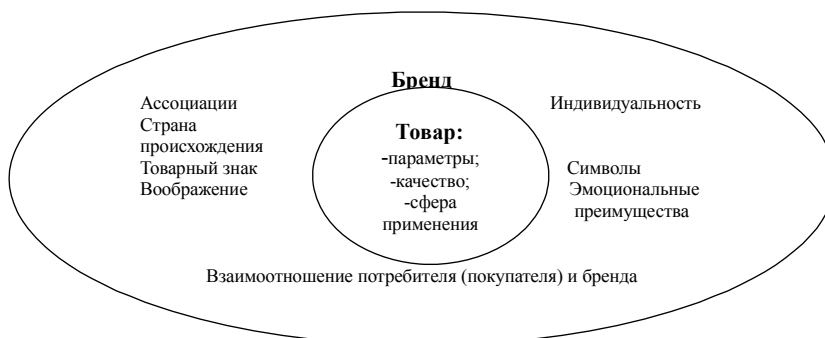 Бренд
Ассоциации
Страна
происхождения
Товарный знак
Воображение
Товар:
-параметры;
-качество;
-сфера
применения
Индивидуальность
Символы
Эмоциональные
преимущества
Взаимоотношение потребителя (покупателя) и бренда